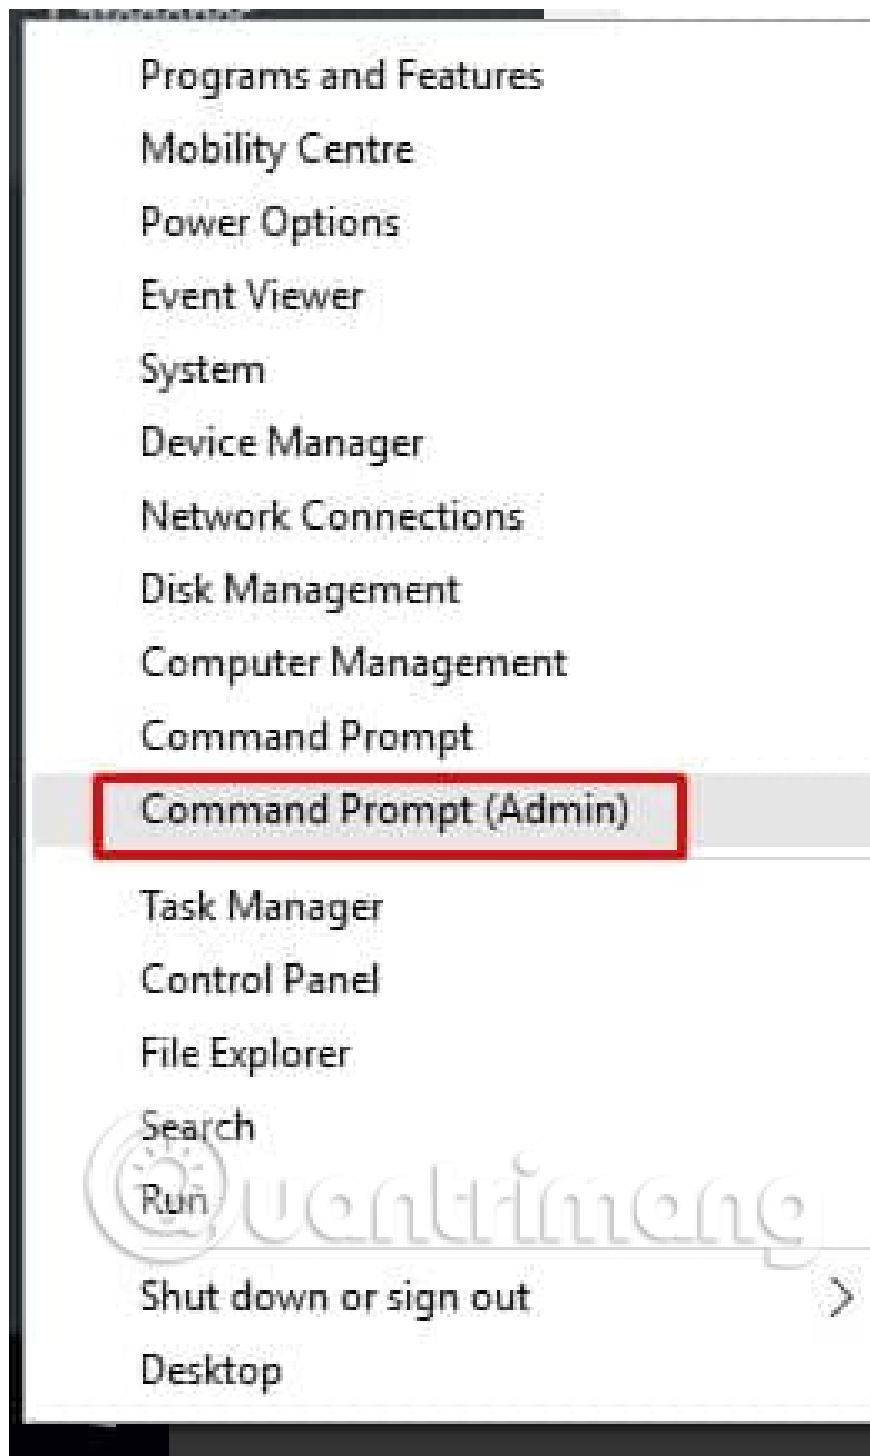 Programs and Features
Mobility Centre
Power Options
Event Viewer
System
Device Manager
Network Connections
Disk Management
Computer Management
Command Prompt
Command Prompt (Admin)
Task Manager
Control Panel
File Explorer
Search
Run
Quantrimang
Shut down or sign out
Desktop